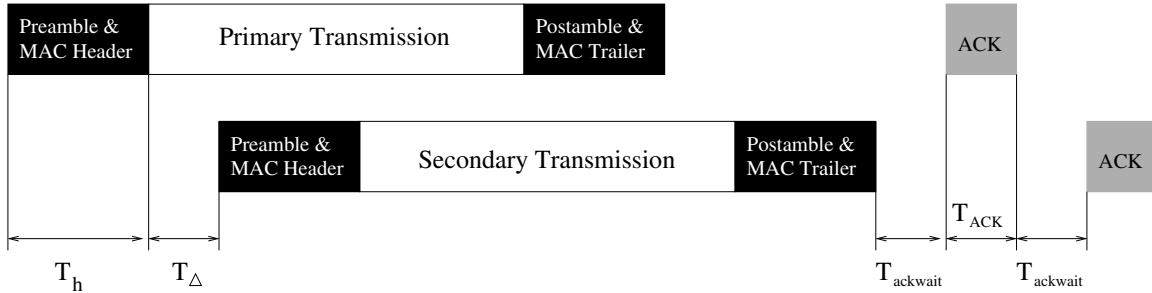 Preamble &
MAC Header
Primary Transmission
Postamble &
MAC Trailer
ACK
Preamble &
MAC Header
Secondary Transmission
Postamble &
MAC Trailer
ACK
T_h
T_Δ
T_ackwait
T_ACK
T_ackwait